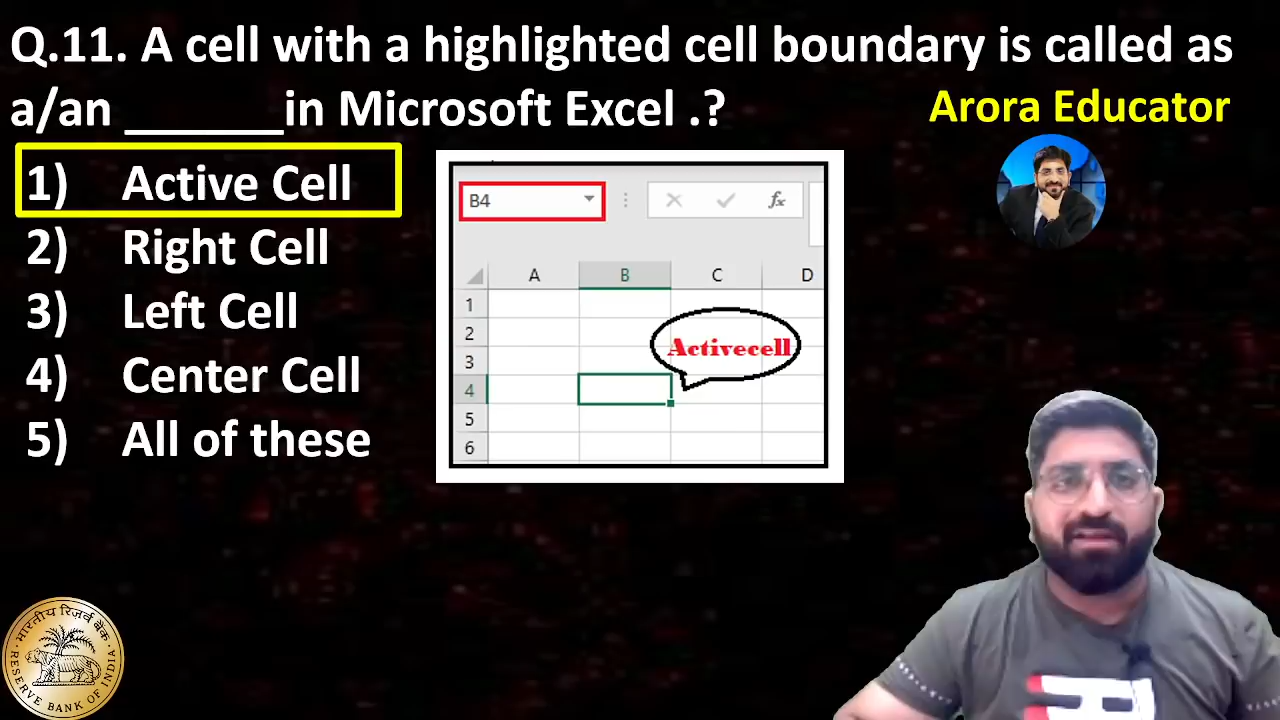 Q.11. A cell with a highlighted cell boundary is called as
a/an ______in Microsoft Excel .?
Arora Educator
1) Active Cell
2) Right Cell
3) Left Cell
4) Center Cell
5) All of these
B4
fx
A B C D
1
2
3
4
5
6
Activecell
भारतीय रिज़र्व बैंक
RESERVE BANK OF INDIA